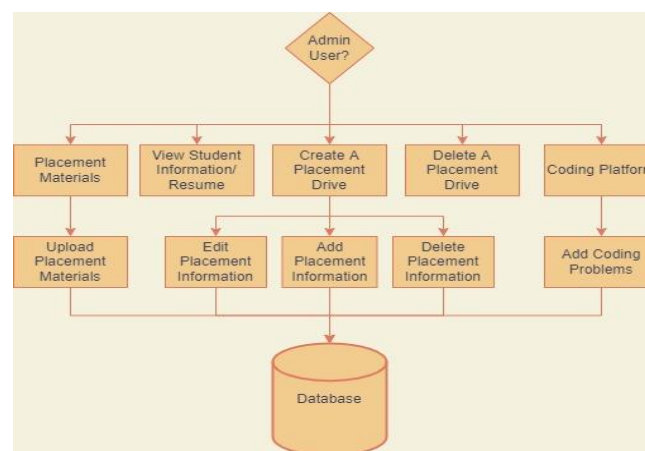 Admin
User?
Placement
Materials
View Student
Information/
Resume
Create A
Placement
Drive
Delete A
Placement
Drive
Coding Platform
Upload
Placement
Materials
Edit
Placement
Information
Add
Placement
Information
Delete
Placement
Information
Add Coding
Problems
Database